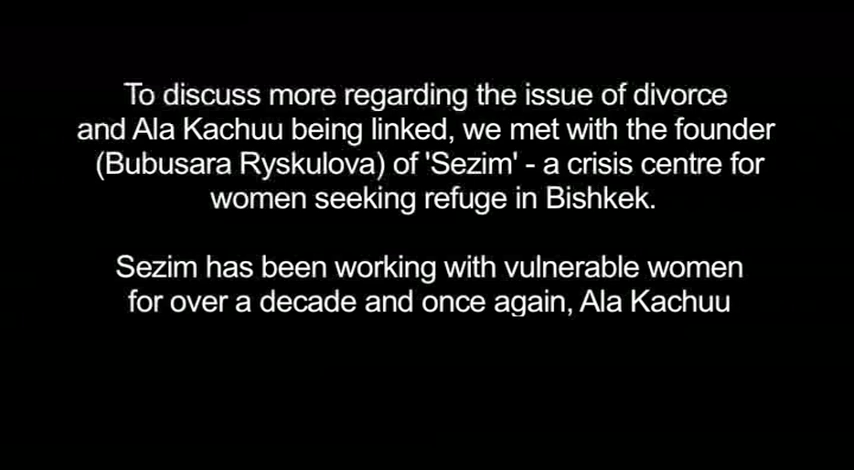 To discuss more regarding the issue of divorce
and Ala Kachuu being linked, we met with the founder
(Bubusara Ryskulova) of 'Sezim' - a crisis centre for
women seeking refuge in Bishkek.
Sezim has been working with vulnerable women
for over a decade and once again, Ala Kachuu